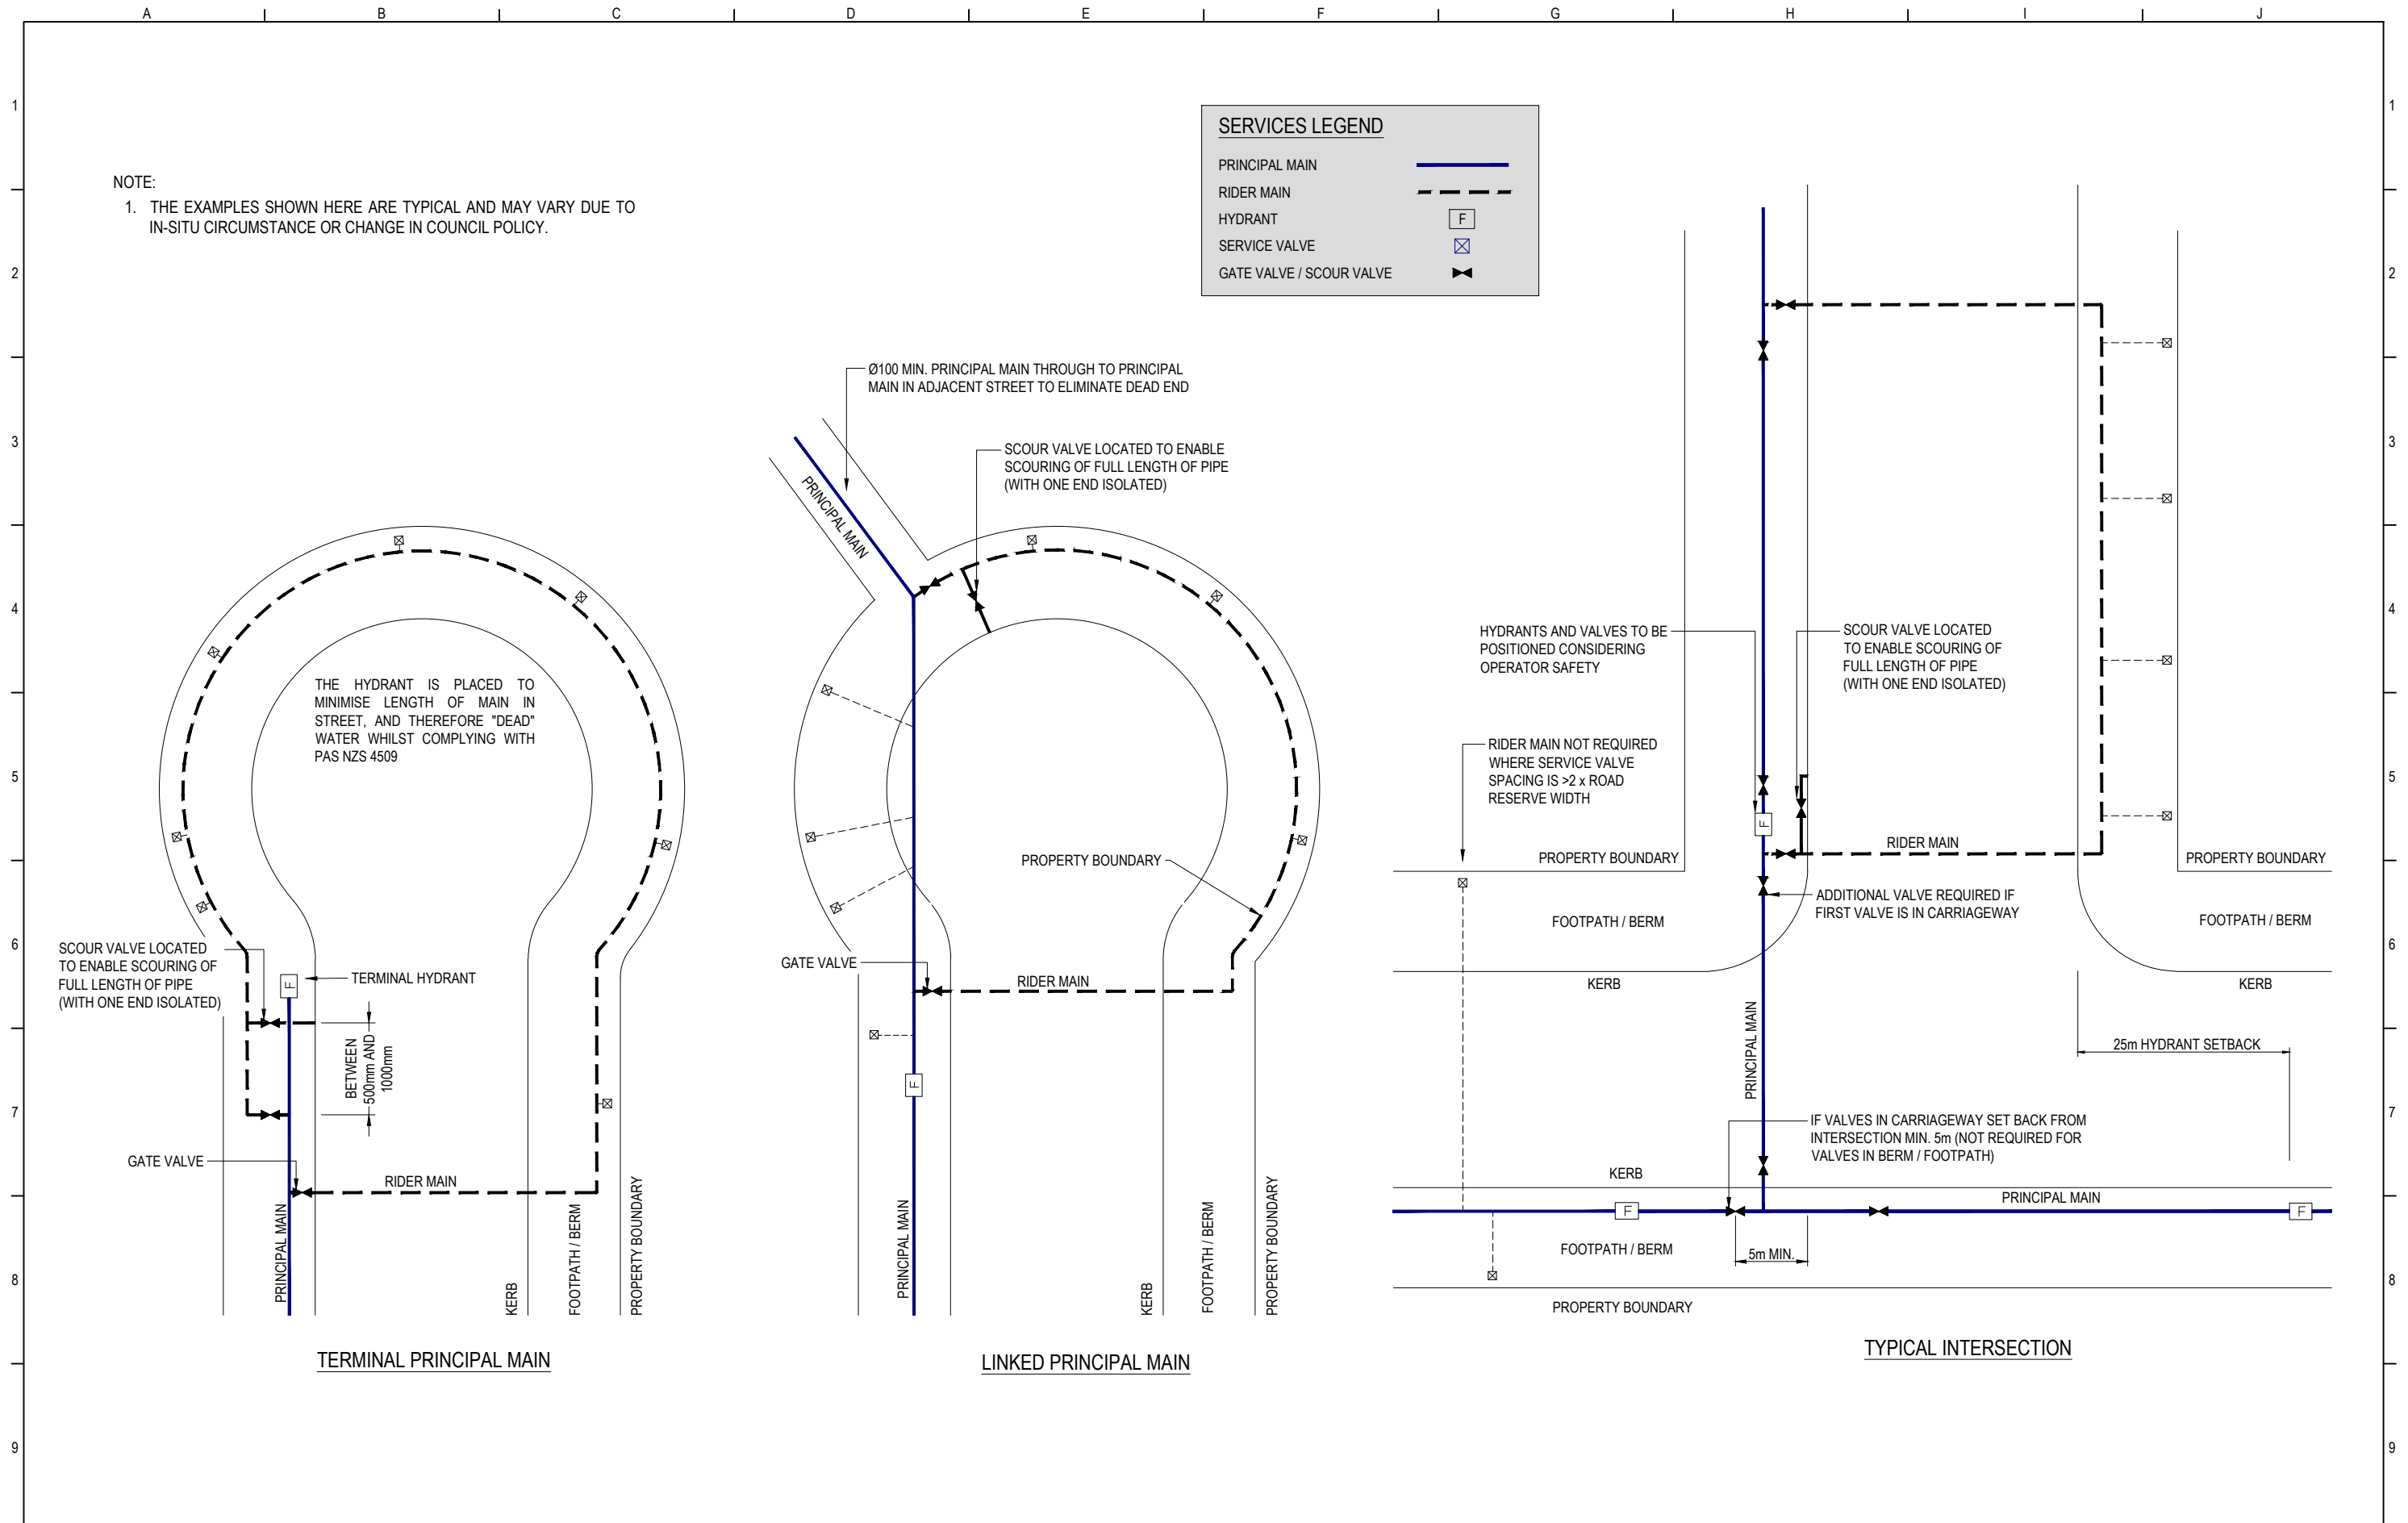 A B C D E F G H I J
1 1
2 2
3 3
4 4
5 5
6 6
7 7
8 8
9 9
NOTE:
1. THE EXAMPLES SHOWN HERE ARE TYPICAL AND MAY VARY DUE TO
IN-SITU CIRCUMSTANCE OR CHANGE IN COUNCIL POLICY.
SERVICES LEGEND
PRINCIPAL MAIN
RIDER MAIN
HYDRANT F
SERVICE VALVE
GATE VALVE / SCOUR VALVE
THE HYDRANT IS PLACED TO
MINIMISE LENGTH OF MAIN IN
STREET, AND THEREFORE "DEAD"
WATER WHILST COMPLYING WITH
PAS NZS 4509
SCOUR VALVE LOCATED
TO ENABLE SCOURING OF
FULL LENGTH OF PIPE
(WITH ONE END ISOLATED)
F
TERMINAL HYDRANT
BETWEEN
500mm AND
1000mm
GATE VALVE
RIDER MAIN
PRINCIPAL MAIN
KERB
FOOTPATH / BERM
PROPERTY BOUNDARY
TERMINAL PRINCIPAL MAIN
Ø100 MIN. PRINCIPAL MAIN THROUGH TO PRINCIPAL
MAIN IN ADJACENT STREET TO ELIMINATE DEAD END
SCOUR VALVE LOCATED TO ENABLE
SCOURING OF FULL LENGTH OF PIPE
(WITH ONE END ISOLATED)
PRINCIPAL MAIN
PROPERTY BOUNDARY
GATE VALVE
RIDER MAIN
F
PRINCIPAL MAIN
KERB
FOOTPATH / BERM
PROPERTY BOUNDARY
LINKED PRINCIPAL MAIN
HYDRANTS AND VALVES TO BE
POSITIONED CONSIDERING
OPERATOR SAFETY
SCOUR VALVE LOCATED
TO ENABLE SCOURING OF
FULL LENGTH OF PIPE
(WITH ONE END ISOLATED)
RIDER MAIN NOT REQUIRED
WHERE SERVICE VALVE
SPACING IS >2 x ROAD
RESERVE WIDTH
F
RIDER MAIN
PROPERTY BOUNDARY
PROPERTY BOUNDARY
ADDITIONAL VALVE REQUIRED IF
FIRST VALVE IS IN CARRIAGEWAY
FOOTPATH / BERM
FOOTPATH / BERM
KERB
KERB
PRINCIPAL MAIN
25m HYDRANT SETBACK
IF VALVES IN CARRIAGEWAY SET BACK FROM
INTERSECTION MIN. 5m (NOT REQUIRED FOR
VALVES IN BERM / FOOTPATH)
KERB
PRINCIPAL MAIN
F
F
FOOTPATH / BERM
5m MIN.
PROPERTY BOUNDARY
TYPICAL INTERSECTION